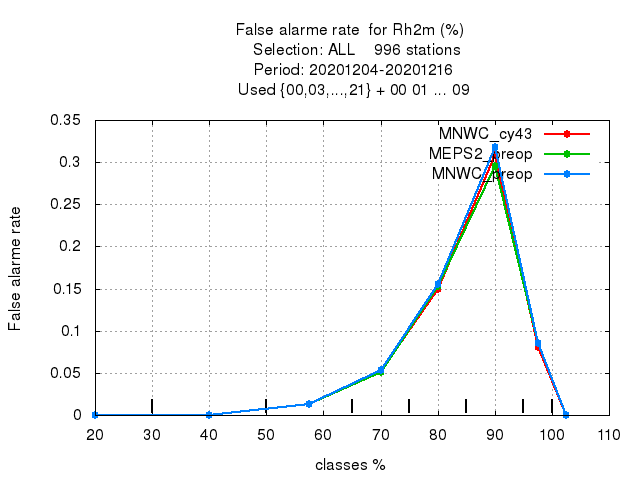 False alarme rate  for Rh2m (%)
Selection: ALL    996 stations
Period: 20201204-20201216
Used {00,03,...,21} + 00 01 ... 09
MNWC_cy43
MEPS2_preop
MNWC_preop
False alarme rate
0.35
0.3
0.25
0.2
0.15
0.1
0.05
0
20 30 40 50 60 70 80 90 100 110
classes %